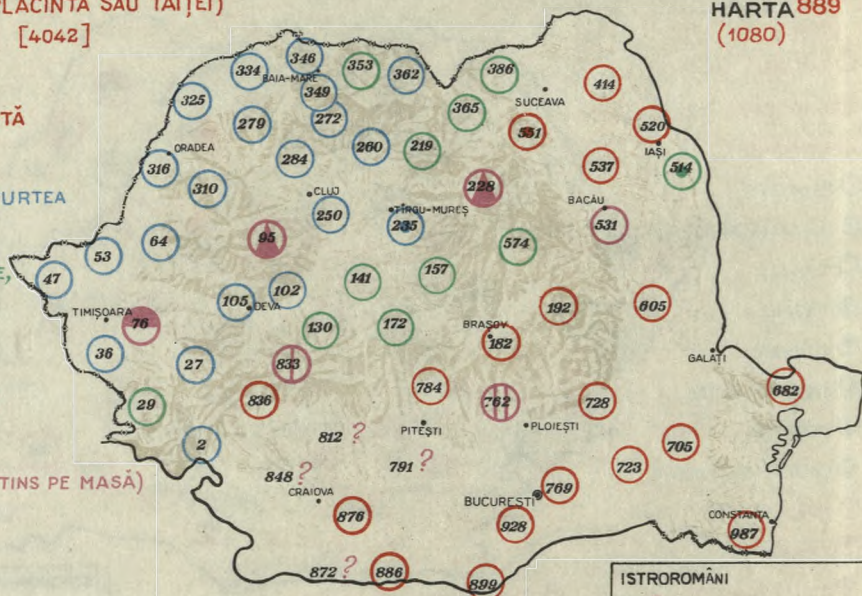 PLĂCINTĂ SAU TĂIȚEI)
[4042]
TĂ
URTEA
E,
TINS PE MASĂ)
HARTA 889
(1080)
346
353
334
362
386
BAIA-MARE
414
349
SUCEAVA
325
365
272
279
520
551
ORADEA
260
219
IAȘI
284
537
316
514
310
228
CLUJ
BACĂU
TÎRGU-MUREȘ
250
235
531
95
64
574
53
47
157
141
102
105
DEVA
192
605
TIMIȘOARA
76
130
172
BRAȘOV
182
36
GALAȚI
27
833
784
682
836
762
728
29
PITEȘTI
PLOIEȘTI
812 ?
2
705
791 ?
723
848 ?
769
CRAIOVA
BUCUREȘTI
876
928
CONSTANȚA
987
872 ?
886
899
ISTROROMÂNI